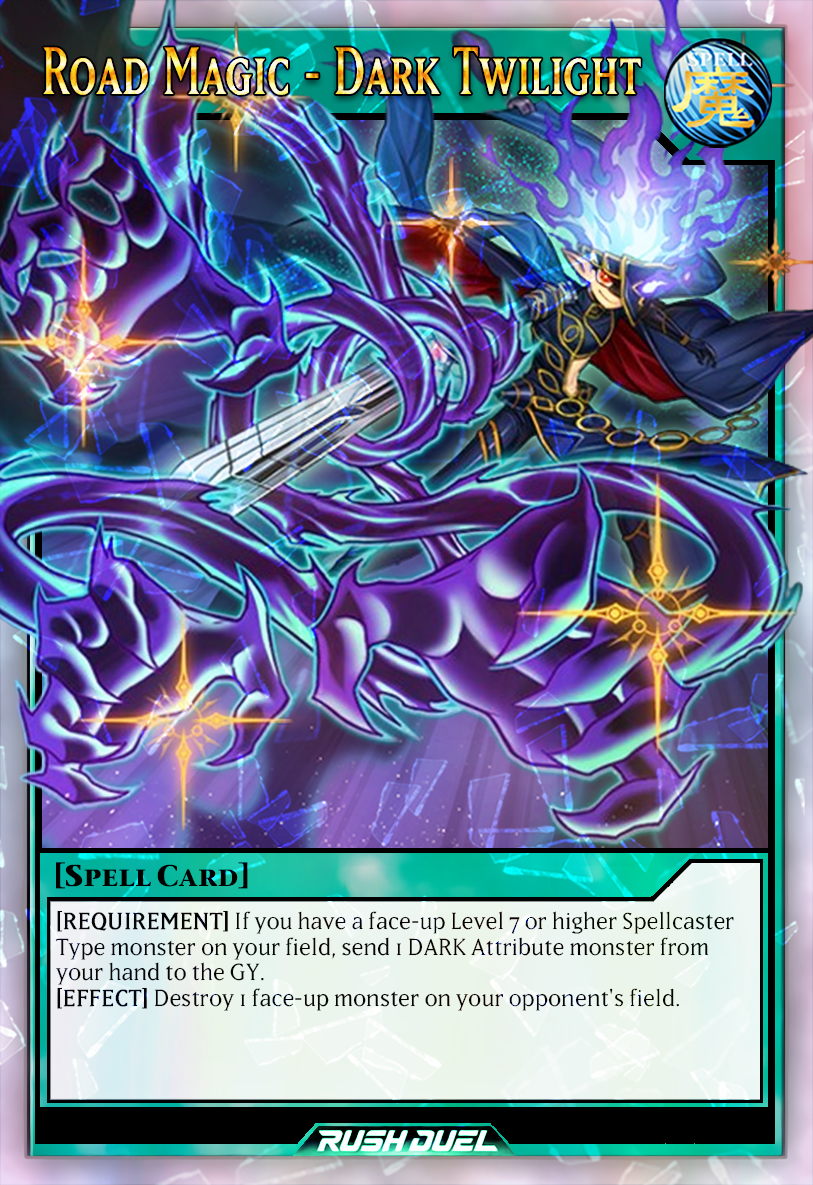 Road Magic - Dark Twilight
SPELL
魔
[Spell Card]
[REQUIREMENT] If you have a face-up Level 7 or higher Spellcaster
Type monster on your field, send 1 DARK Attribute monster from
your hand to the GY.
[EFFECT] Destroy 1 face-up monster on your opponent's field.
RUSH DUEL